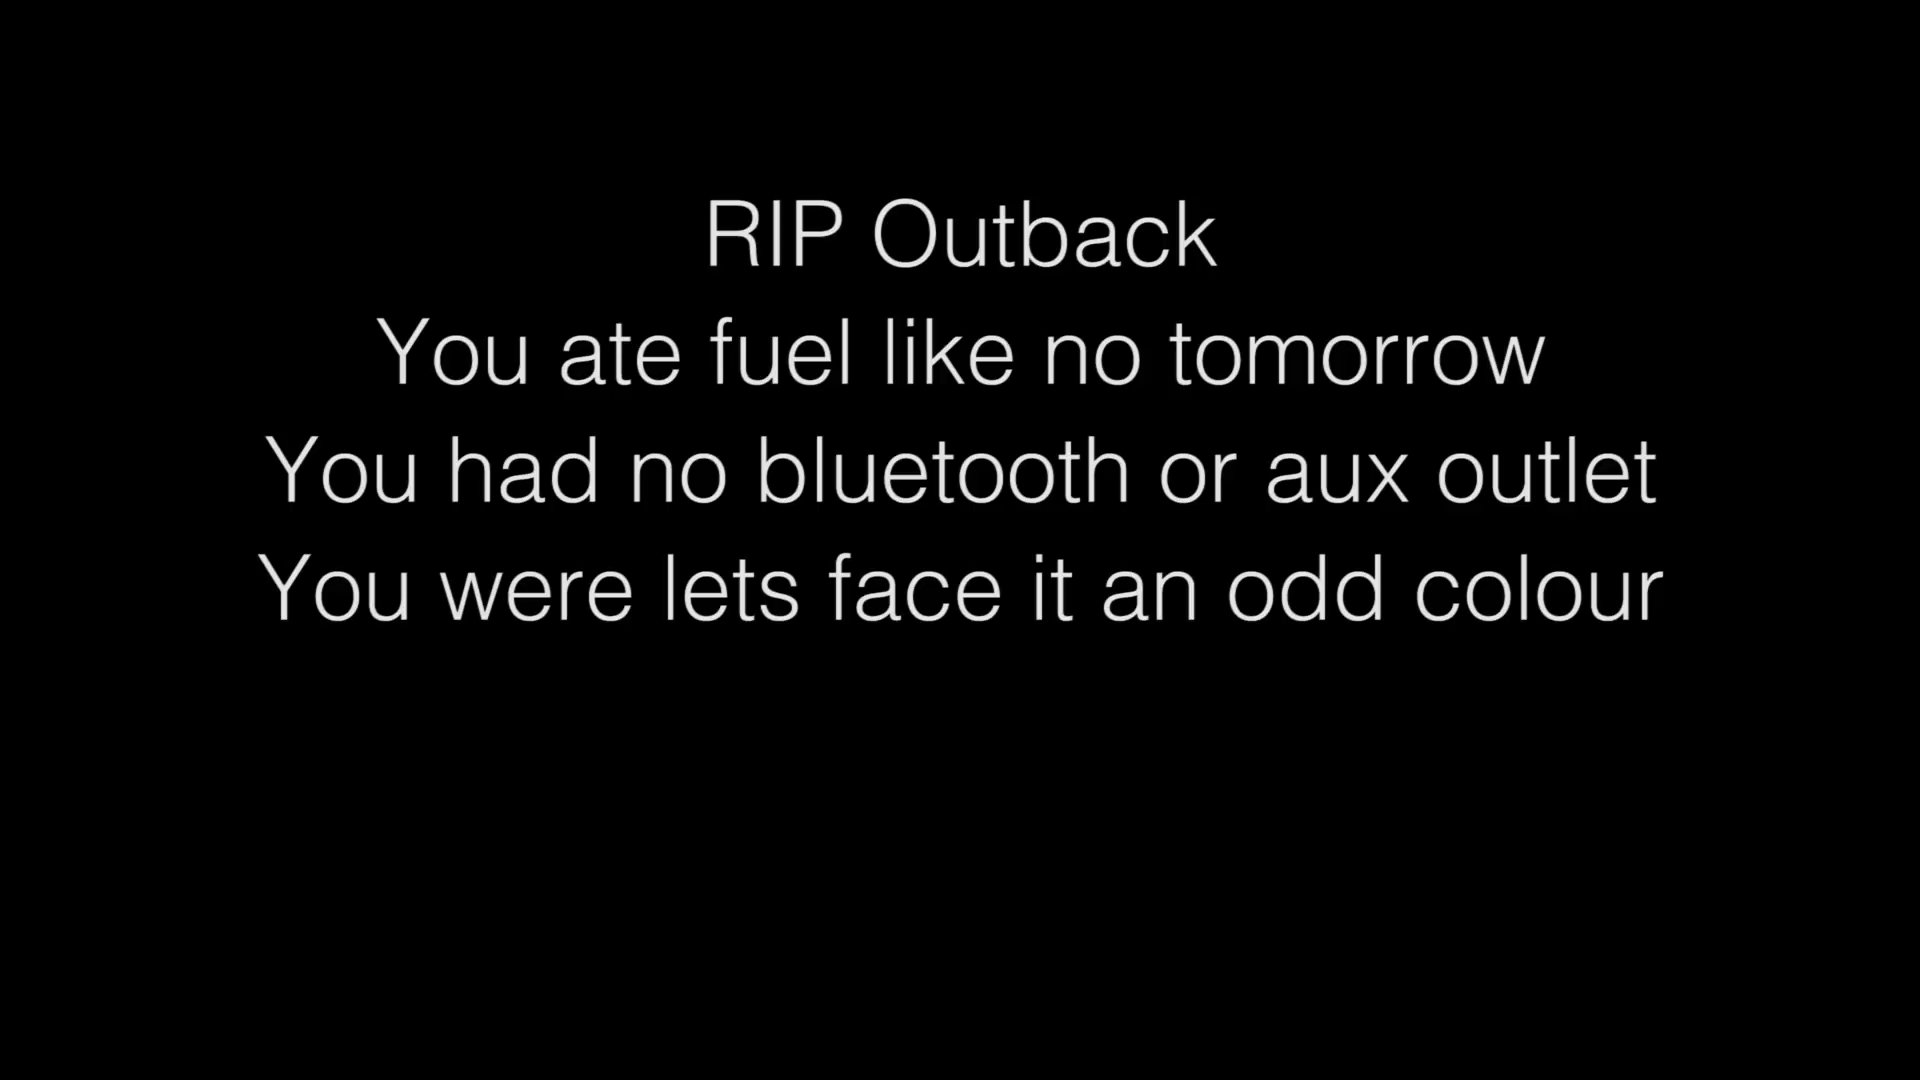 RIP Outback
You ate fuel like no tomorrow
You had no bluetooth or aux outlet
You were lets face it an odd colour